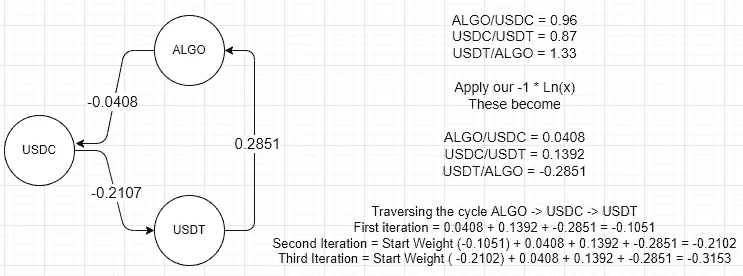 ALGO
-0.0408
USDC
0.2851
-0.2107
USDT
ALGO/USDC = 0.96
USDC/USDT = 0.87
USDT/ALGO = 1.33
Apply our -1 * Ln(x)
These become
ALGO/USDC = 0.0408
USDC/USDT = 0.1392
USDT/ALGO = -0.2851
Traversing the cycle ALGO -> USDC -> USDT
First iteration = 0.0408 + 0.1392 + -0.2851 = -0.1051
Second Iteration = Start Weight (-0.1051) + 0.0408 + 0.1392 + -0.2851 = -0.2102
Third Iteration = Start Weight ( -0.2102) + 0.0408 + 0.1392 + -0.2851 = -0.3153